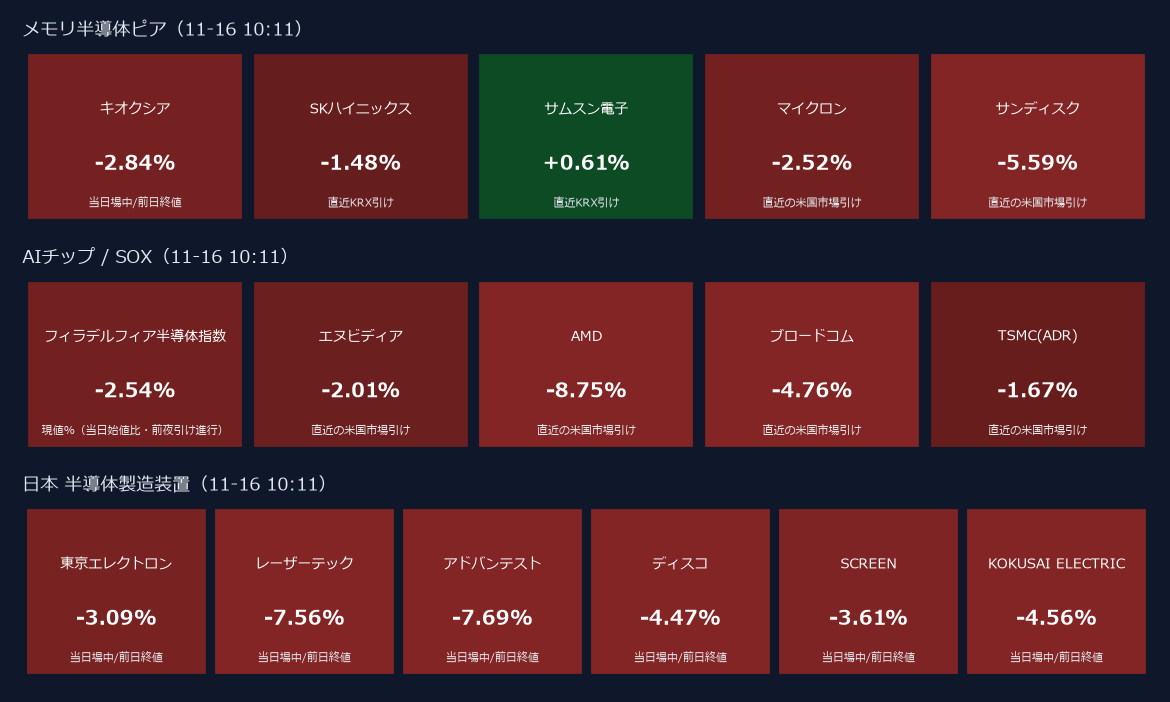 メモリ半導体ピア（11-16 10:11）
キオクシア
-2.84%
当日場中/前日終値
SKハイニックス
-1.48%
直近KRX引け
サムスン電子
+0.61%
直近KRX引け
マイクロン
-2.52%
直近の米国市場引け
サンディスク
-5.59%
直近の米国市場引け
AIチップ / SOX（11-16 10:11）
フィラデルフィア半導体指数
-2.54%
現値%（当日始値比・前夜引け進行）
エヌビディア
-2.01%
直近の米国市場引け
AMD
-8.75%
直近の米国市場引け
ブロードコム
-4.76%
直近の米国市場引け
TSMC(ADR)
-1.67%
直近の米国市場引け
日本 半導体製造装置（11-16 10:11）
東京エレクトロン
-3.09%
当日場中/前日終値
レーザーテック
-7.56%
当日場中/前日終値
アドバンテスト
-7.69%
当日場中/前日終値
ディスコ
-4.47%
当日場中/前日終値
SCREEN
-3.61%
当日場中/前日終値
KOKUSAI ELECTRIC
-4.56%
当日場中/前日終値